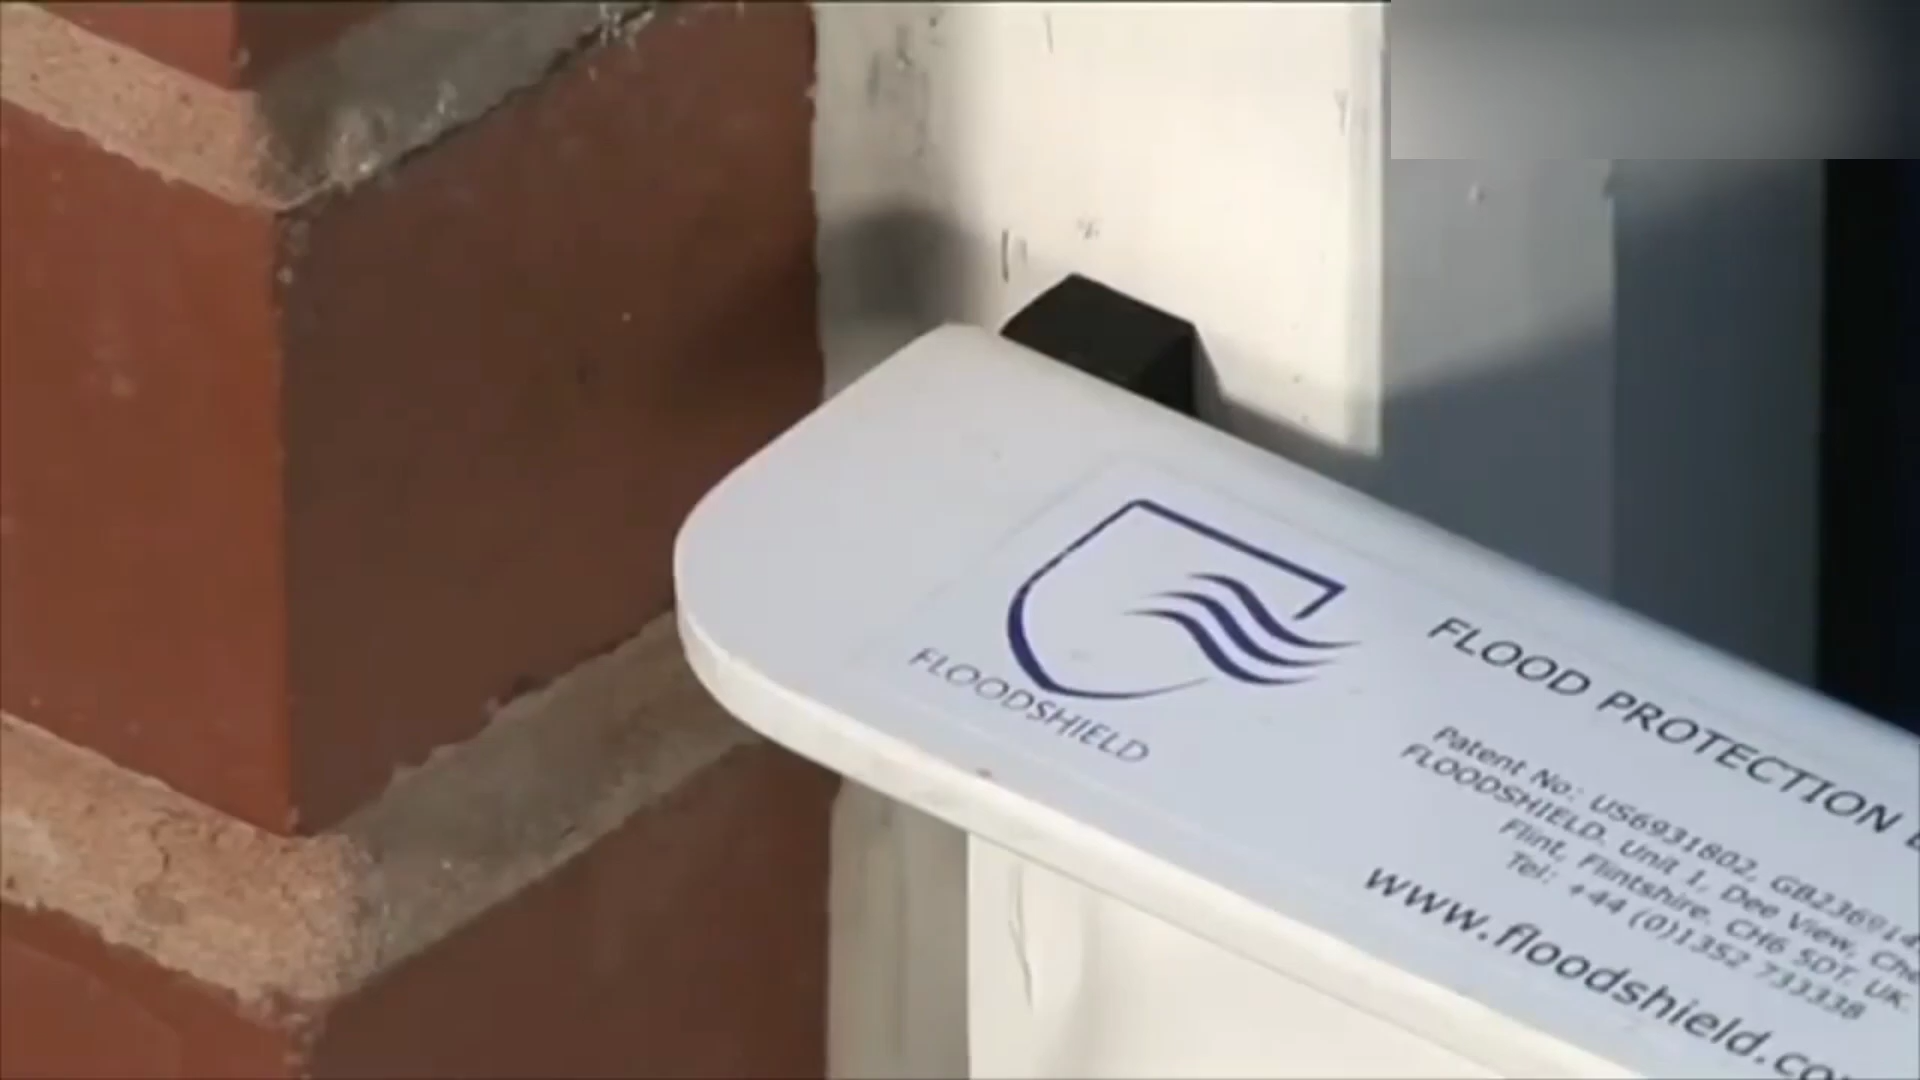 FLOODSHIELD
FLOOD PROTECTION
Patent No: US6931802, GB236914
FLOODSHIELD. Unit 1, Dee View, Che
Flint, Flintshire. CH6 5DT. UK.
Tel: +44 (0)1352 733338
www.floodshield.co